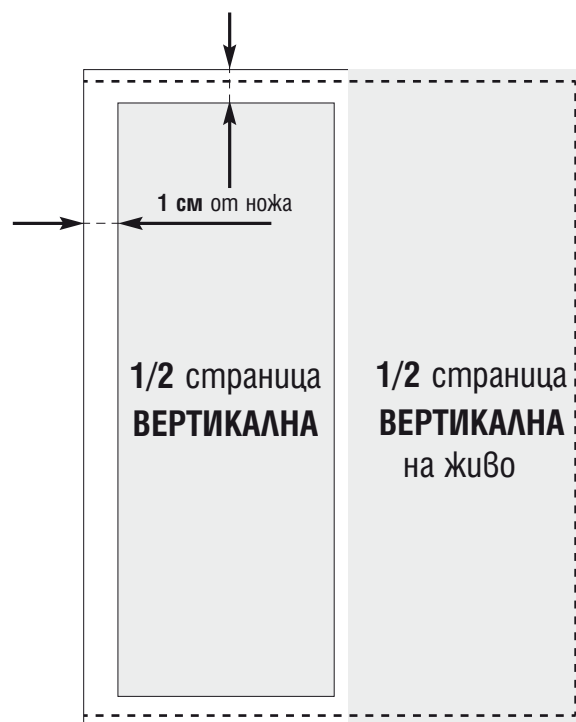 1 см от ножа
1/2 страница
ВЕРТИКАЛНА
1/2 страница
ВЕРТИКАЛНА
на живо